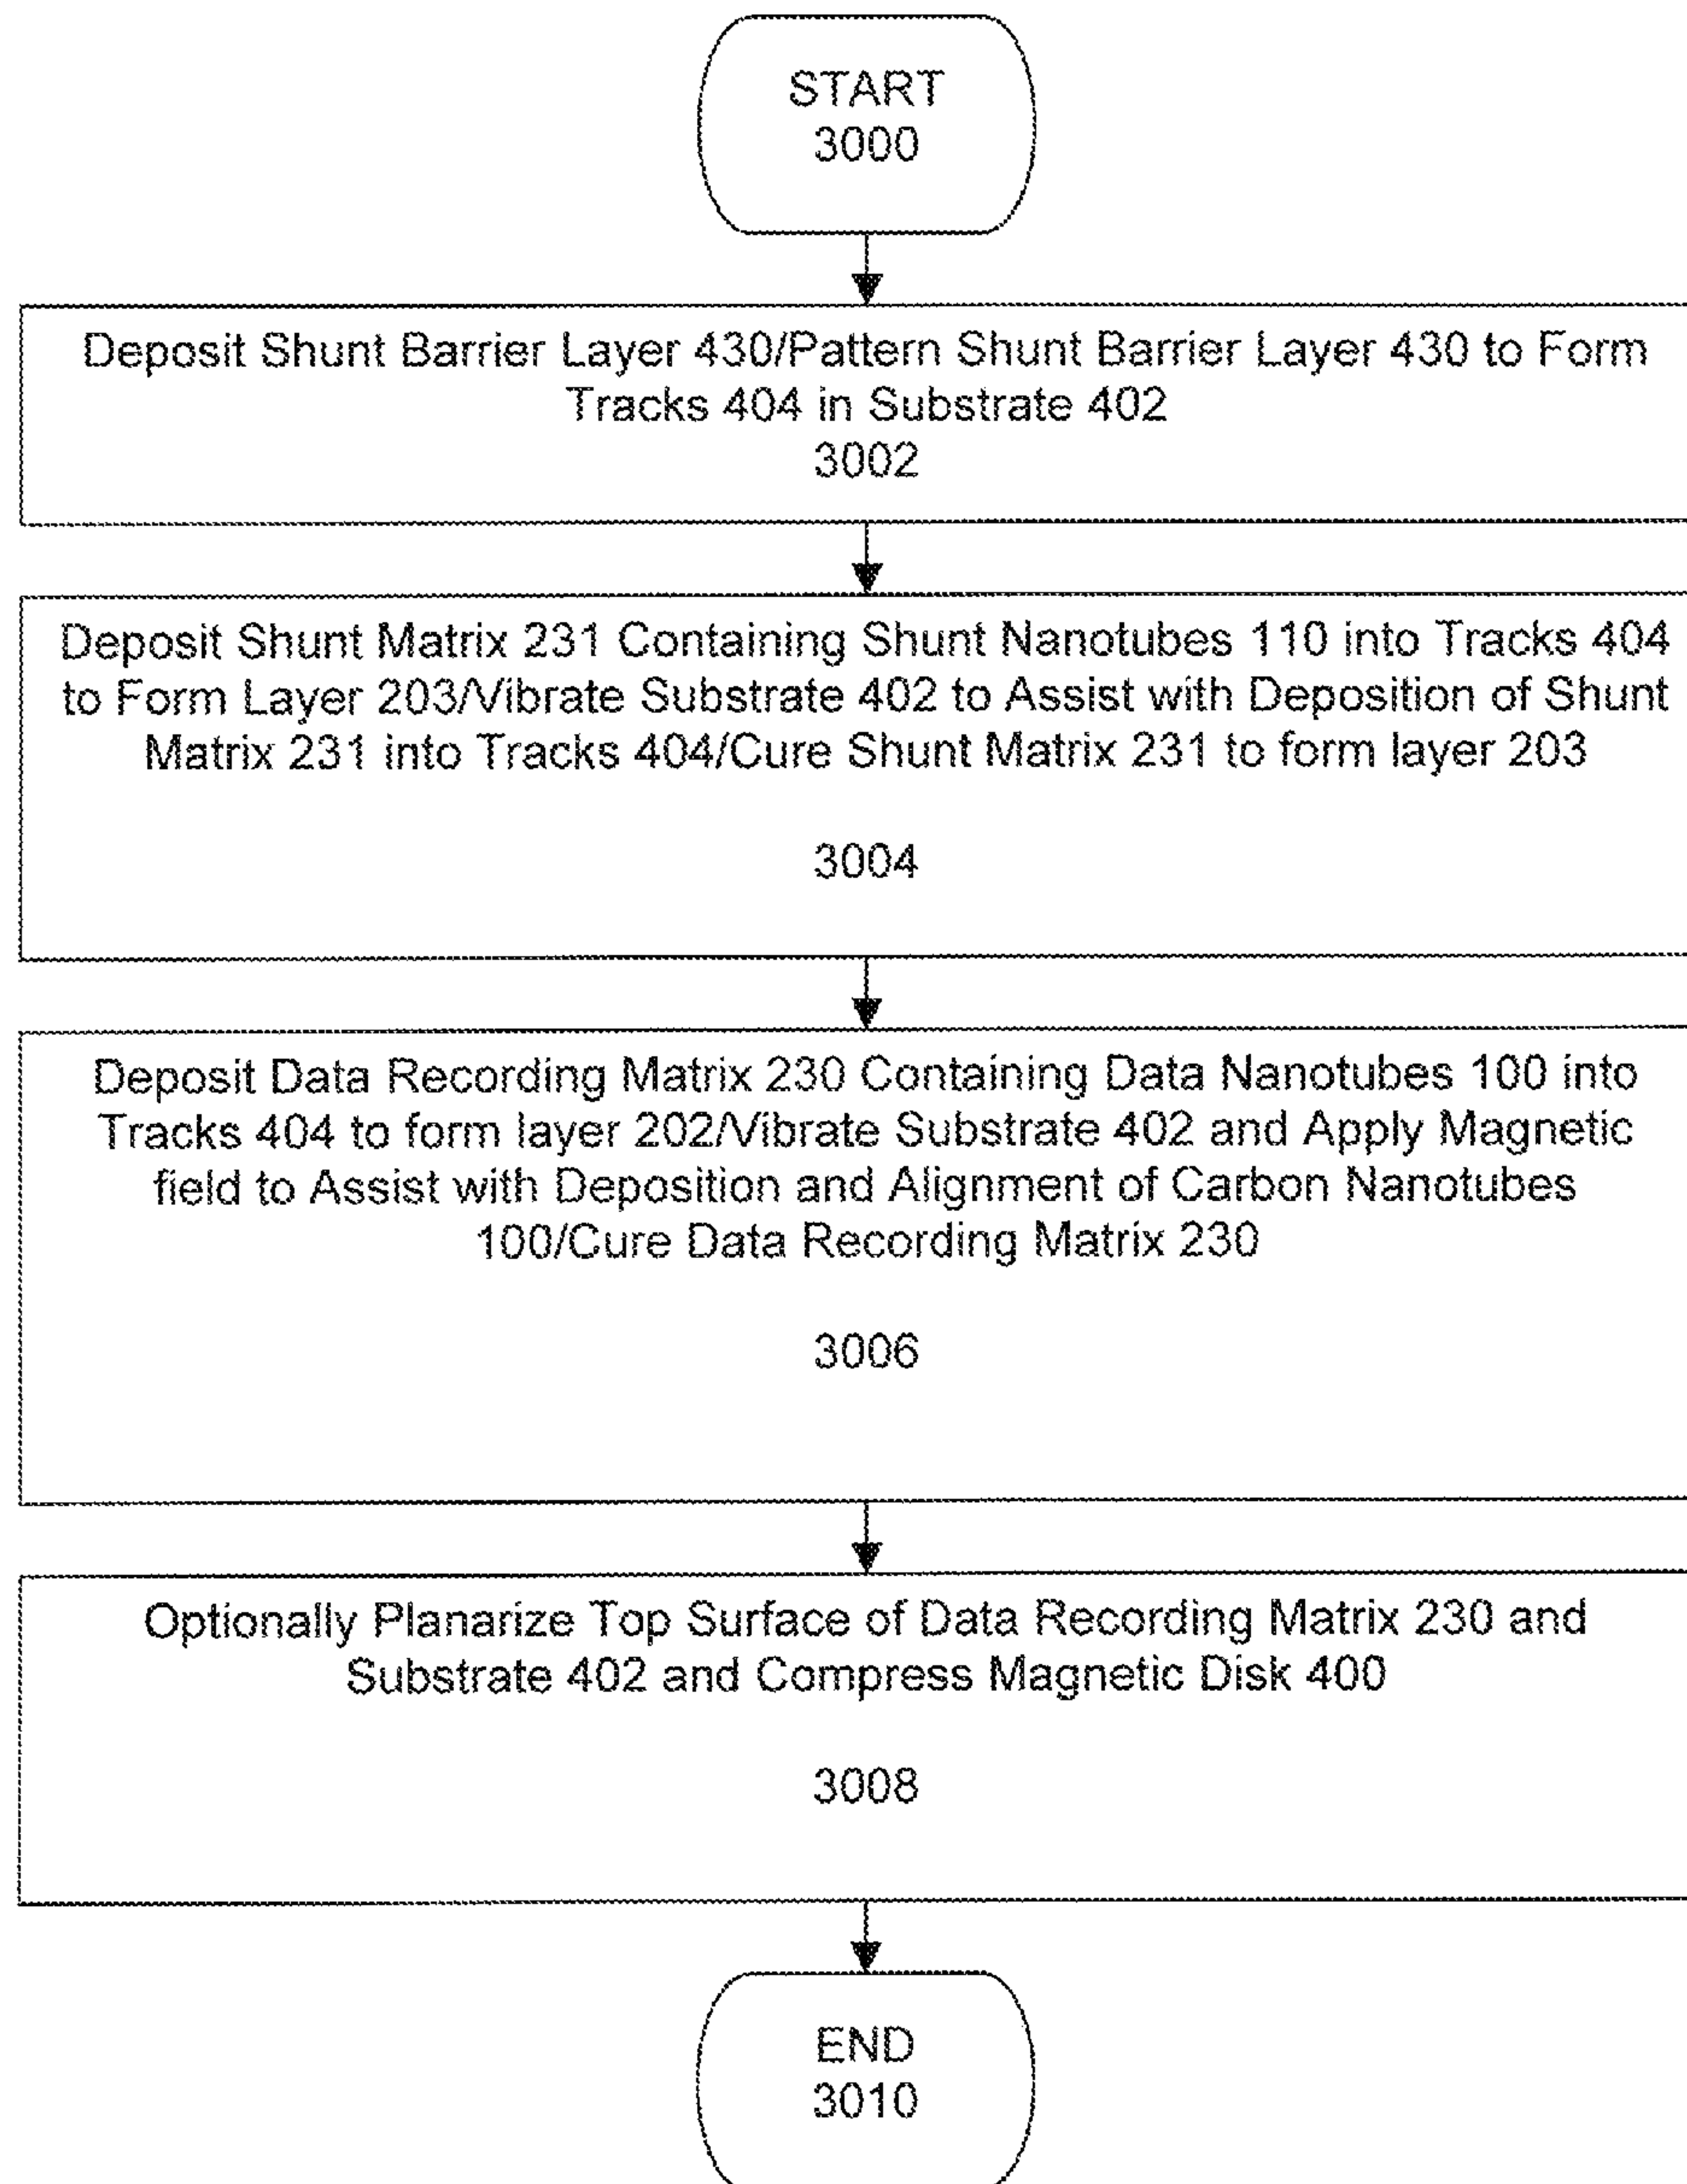 START
3000
Deposit Shunt Barrier Layer 430/Pattern Shunt Barrier Layer 430 to Form
Tracks 404 in Substrate 402
3002
Deposit Shunt Matrix 231 Containing Shunt Nanotubes 110 into Tracks 404
to Form Layer 203/Vibrate Substrate 402 to Assist with Deposition of Shunt
Matrix 231 into Tracks 404/Cure Shunt Matrix 231 to form layer 203
3004
Deposit Data Recording Matrix 230 Containing Data Nanotubes 100 into
Tracks 404 to form layer 202/Vibrate Substrate 402 and Apply Magnetic
field to Assist with Deposition and Alignment of Carbon Nanotubes
100/Cure Data Recording Matrix 230
3006
Optionally Planarize Top Surface of Data Recording Matrix 230 and
Substrate 402 and Compress Magnetic Disk 400
3008
END
3010